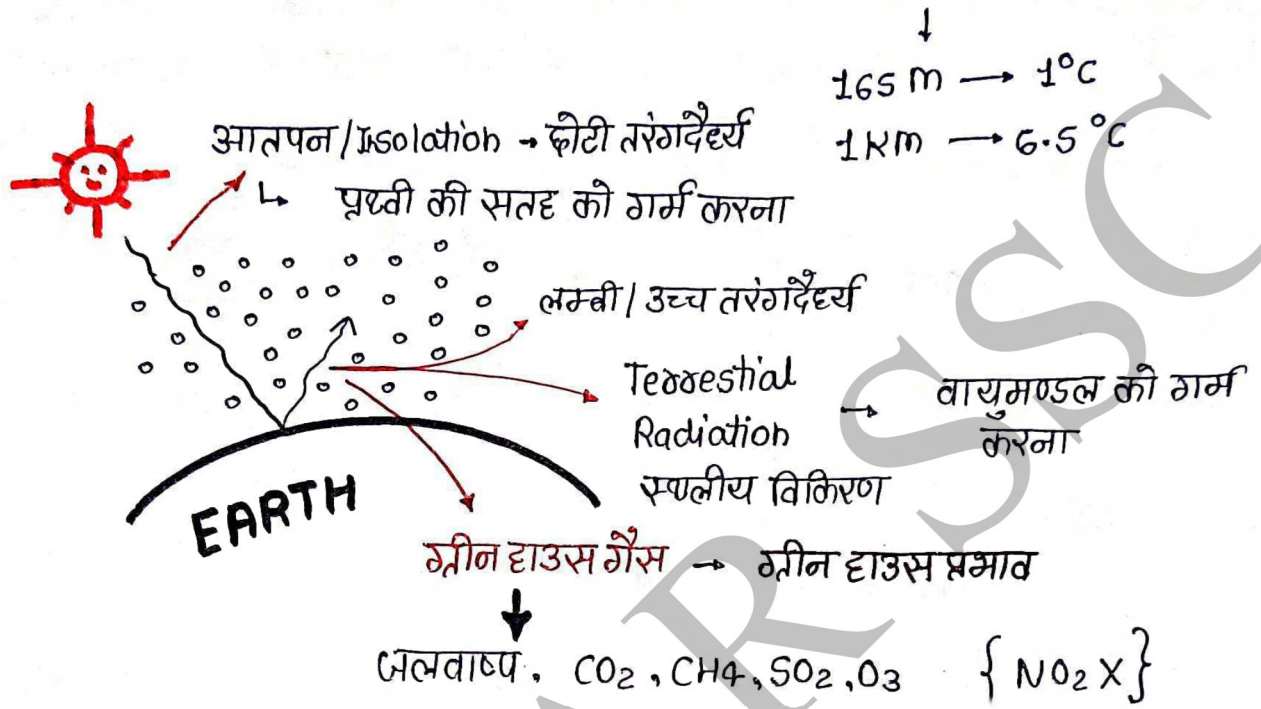 ↓
165 m → 1°C
1 Km → 6.5 °C
आतपन/Insolation → छोटी तरंगदैर्ध्य
↳ पृथ्वी की सतह को गर्म करना
लम्बी / उच्च तरंगदैर्ध्य
Terrestial
Radiation → वायुमण्डल को गर्म
करना
स्थलीय विकिरण
EARTH
ग्रीन हाउस गैस → ग्रीन हाउस प्रभाव
↓
जलवाष्प, CO2, CH4, SO2, O3 { NO2 X }
R SSC